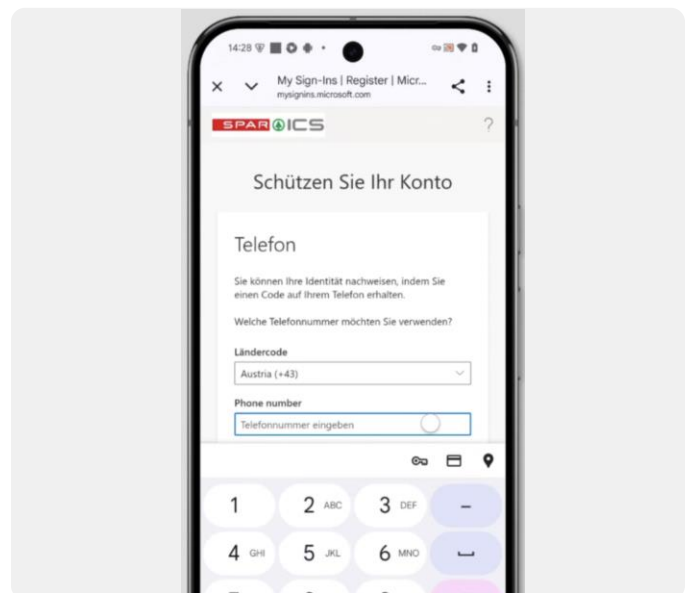 14:28
My Sign-Ins | Register | Micr...
mysignins.microsoft.com
SPAR ICS
?
Schützen Sie Ihr Konto
Telefon
Sie können Ihre Identität nachweisen, indem Sie
einen Code auf Ihrem Telefon erhalten.
Welche Telefonnummer möchten Sie verwenden?
Ländercode
Austria (+43)
Phone number
Telefonnummer eingeben
1 2 ABC 3 DEF –
4 GHI 5 JKL 6 MNO